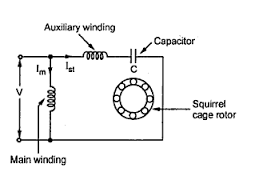 Auxiliary winding
Capacitor
Im
Ist
C
V
Squirrel
cage rotor
Main winding